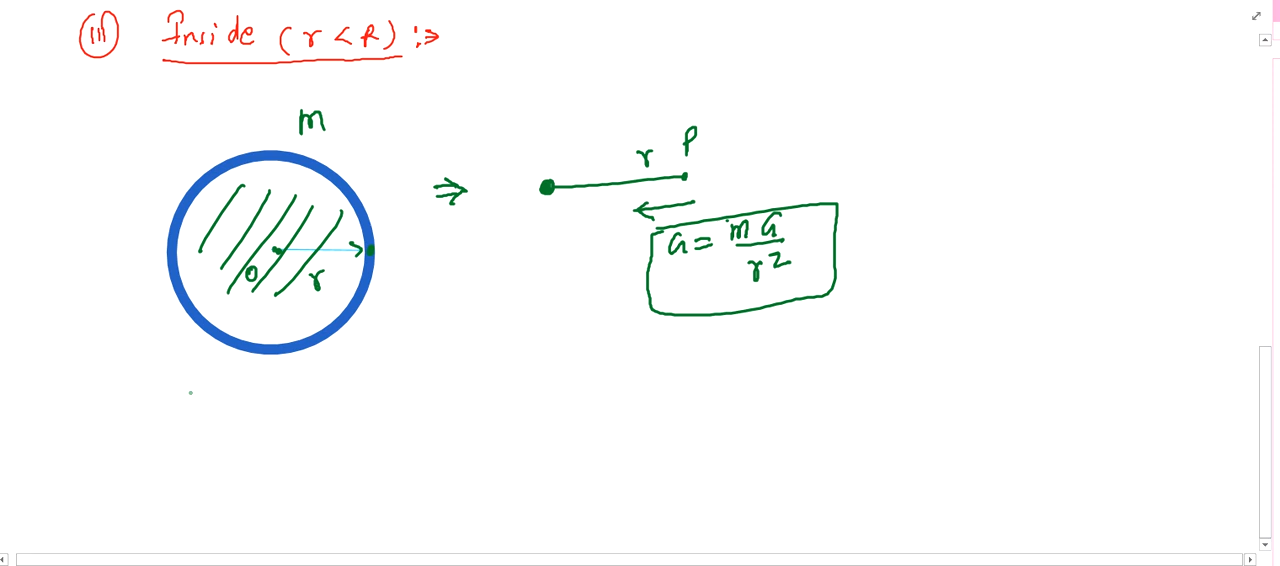 (iii) Inside (r < R) :→
m
O
r
⇒
r
P
G = mG / r²